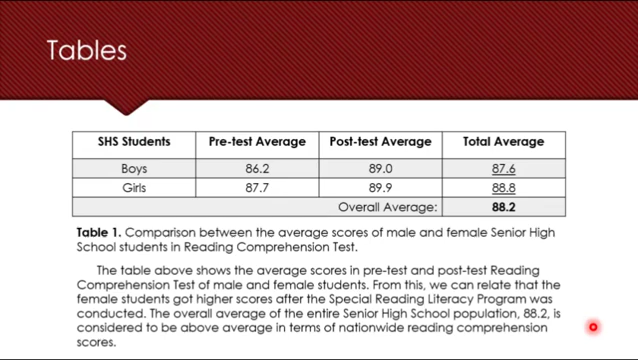 Tables
SHS Students Pre-test Average Post-test Average Total Average
Boys 86.2 89.0 87.6
Girls 87.7 89.9 88.8
Overall Average: 88.2
Table 1. Comparison between the average scores of male and female Senior High
School students in Reading Comprehension Test.
The table above shows the average scores in pre-test and post-test Reading
Comprehension Test of male and female students. From this, we can relate that the
female students got higher scores after the Special Reading Literacy Program was
conducted. The overall average of the entire Senior High School population, 88.2, is
considered to be above average in terms of nationwide reading comprehension
scores.